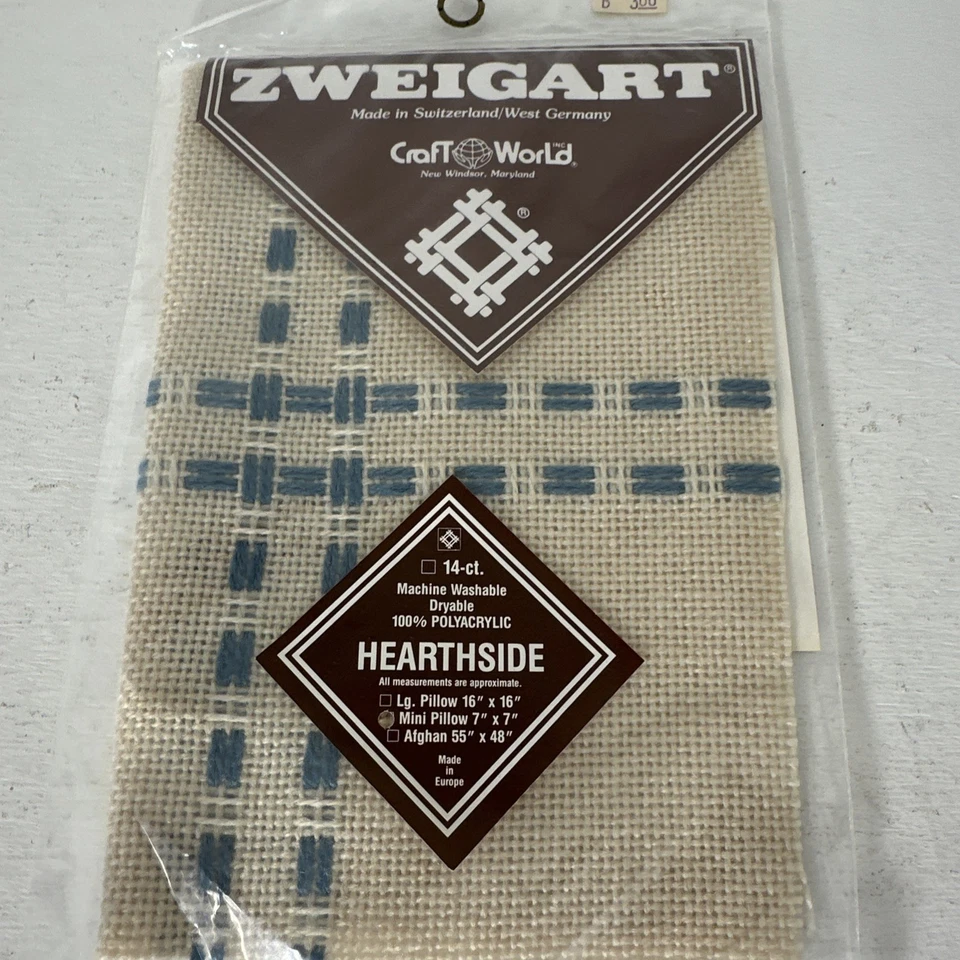 D 3.00
ZWEIGART®
Made in Switzerland/West Germany
Craft World INC.®
New Windsor, Maryland
®
☐ 14-ct.
Machine Washable
Dryable
100% POLYACRYLIC
HEARTHSIDE
All measurements are approximate.
☐ Lg. Pillow 16" x 16"
Mini Pillow 7" x 7"
☐ Afghan 55" x 48"
Made
in
Europe